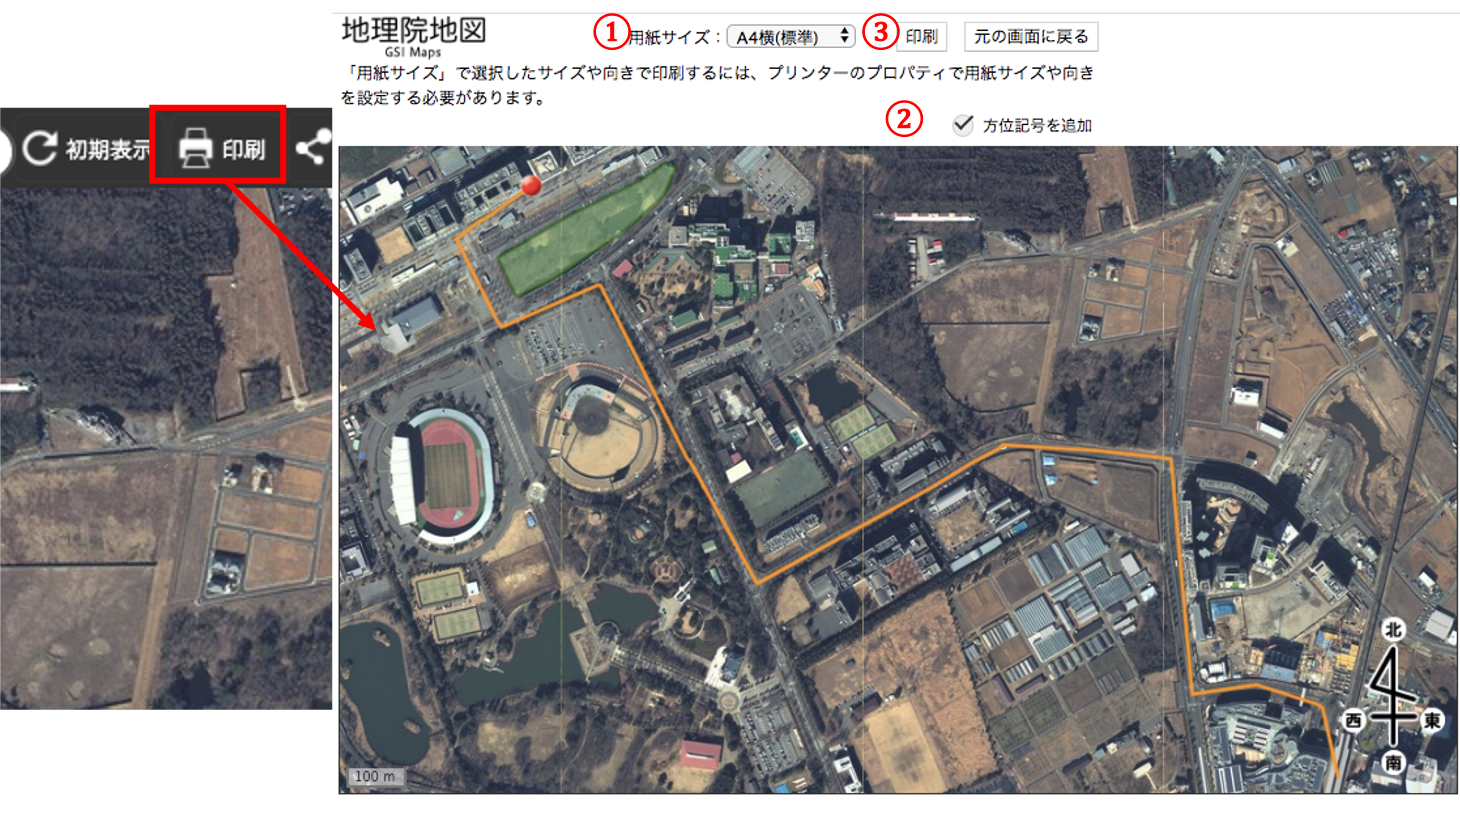 地理院地図
GSI Maps
① 用紙サイズ： A4横(標準) ③ 印刷 元の画面に戻る
「用紙サイズ」で選択したサイズや向きで印刷するには、プリンターのプロパティで用紙サイズや向き
を設定する必要があります。
② 方位記号を追加
初期表示 印刷
北
西 東
南
100 m